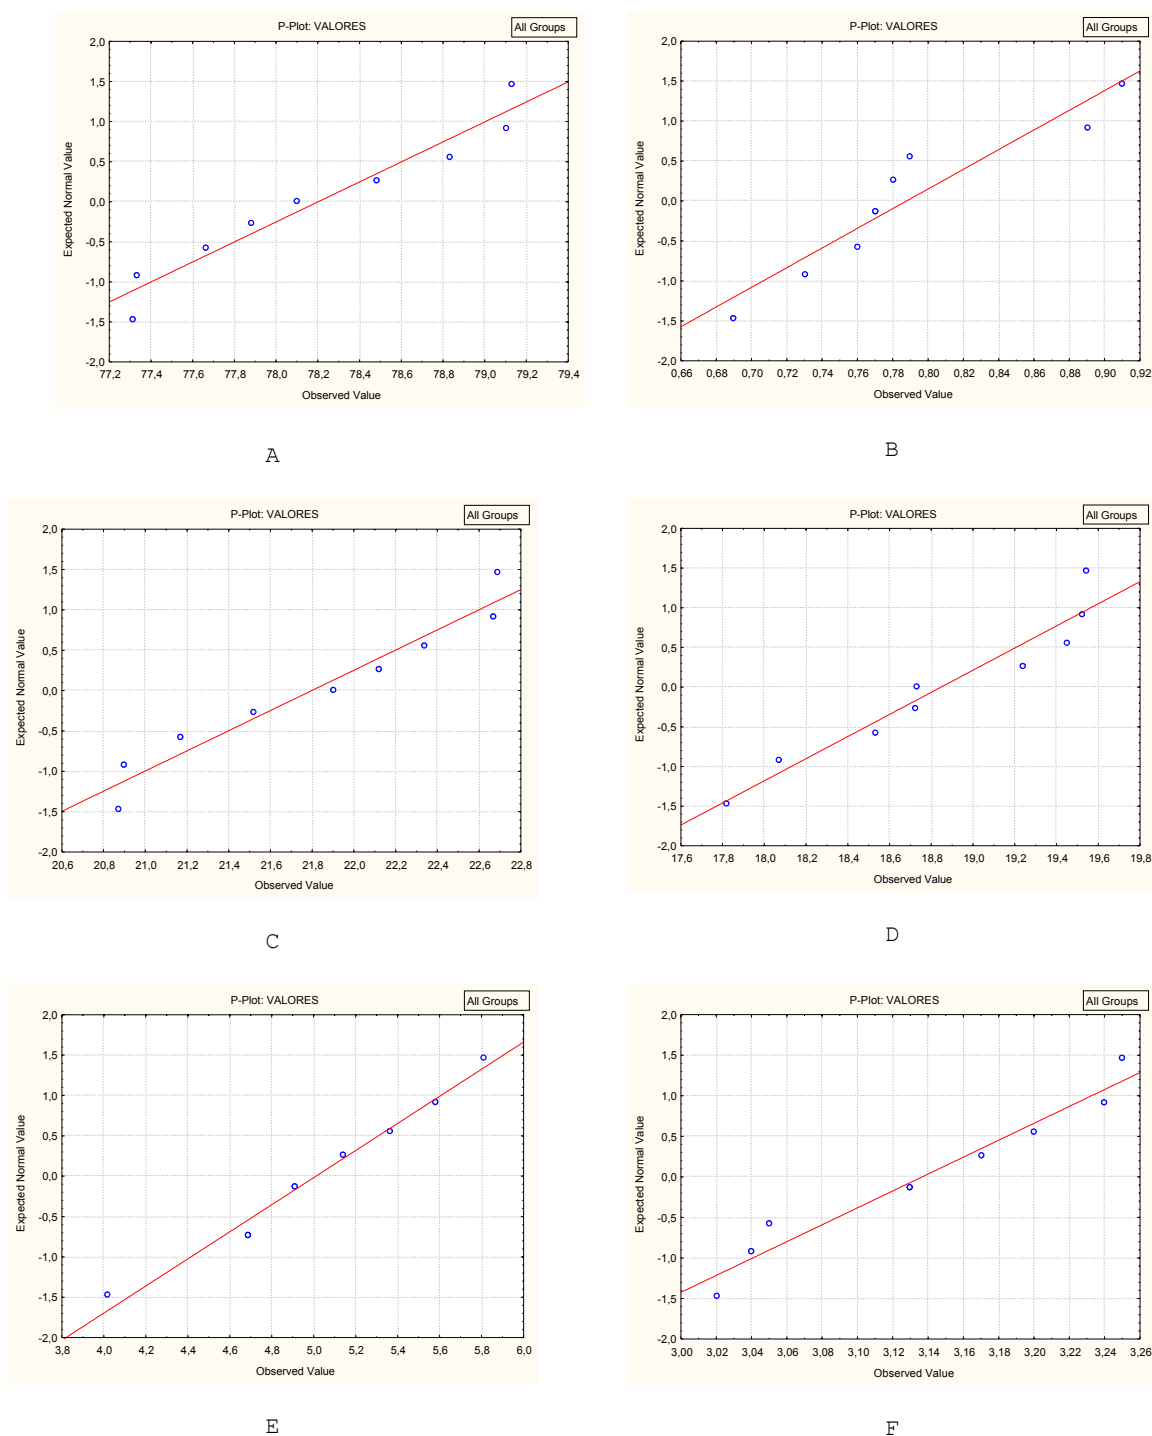 P-Plot: VALORES
All Groups
2,0
1,5
1,0
0,5
0,0
-0,5
-1,0
-1,5
-2,0
Expected Normal Value
77,2 77,4 77,6 77,8 78,0 78,2 78,4 78,6 78,8 79,0 79,2 79,4
Observed Value
A
P-Plot: VALORES
All Groups
2,0
1,5
1,0
0,5
0,0
-0,5
-1,0
-1,5
-2,0
Expected Normal Value
0,66 0,68 0,70 0,72 0,74 0,76 0,78 0,80 0,82 0,84 0,86 0,88 0,90 0,92
Observed Value
B
P-Plot: VALORES
All Groups
2,0
1,5
1,0
0,5
0,0
-0,5
-1,0
-1,5
-2,0
Expected Normal Value
20,6 20,8 21,0 21,2 21,4 21,6 21,8 22,0 22,2 22,4 22,6 22,8
Observed Value
C
P-Plot: VALORES
All Groups
2,0
1,5
1,0
0,5
0,0
-0,5
-1,0
-1,5
-2,0
Expected Normal Value
17,6 17,8 18,0 18,2 18,4 18,6 18,8 19,0 19,2 19,4 19,6 19,8
Observed Value
D
P-Plot: VALORES
All Groups
2,0
1,5
1,0
0,5
0,0
-0,5
-1,0
-1,5
-2,0
Expected Normal Value
3,8 4,0 4,2 4,4 4,6 4,8 5,0 5,2 5,4 5,6 5,8 6,0
Observed Value
E
P-Plot: VALORES
All Groups
2,0
1,5
1,0
0,5
0,0
-0,5
-1,0
-1,5
-2,0
Expected Normal Value
3,00 3,02 3,04 3,06 3,08 3,10 3,12 3,14 3,16 3,18 3,20 3,22 3,24 3,26
Observed Value
F